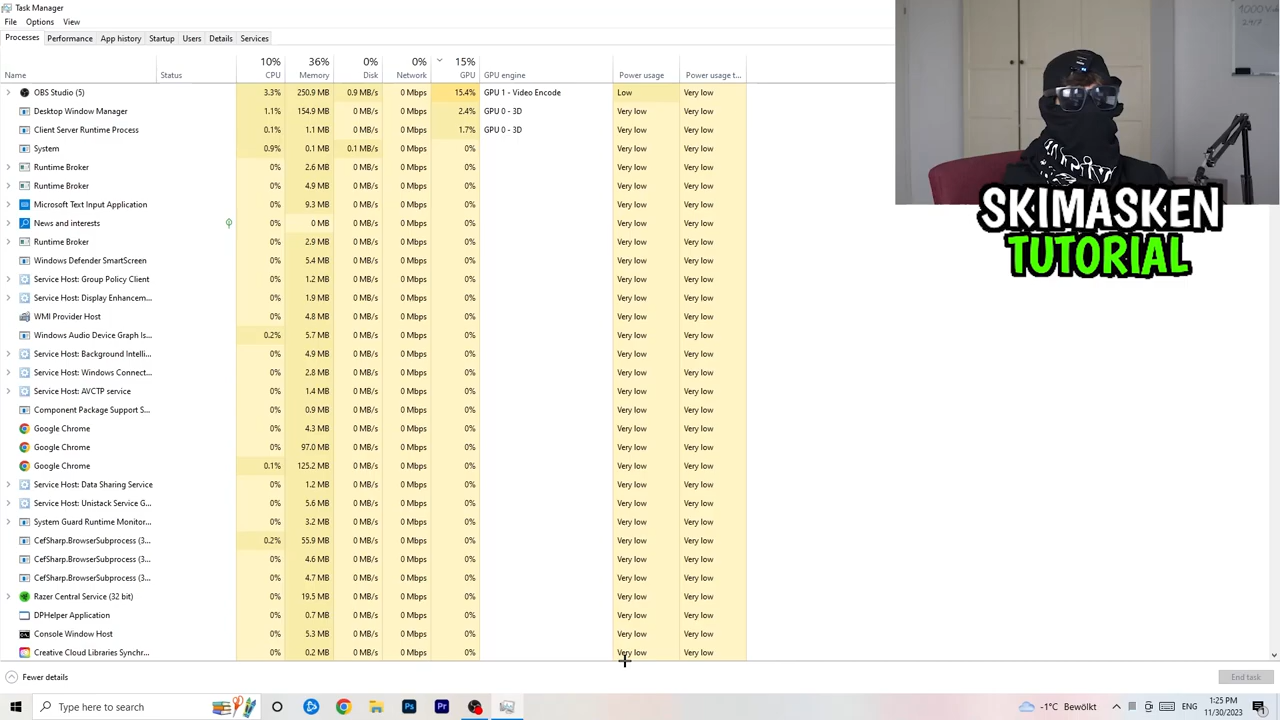 Task Manager
File Options View
Processes Performance App history Startup Users Details Services
10% 36% 0% 0% 15%
Name Status CPU Memory Disk Network GPU GPU engine Power usage Power usage t...
OBS Studio (5) 3.3% 250.9 MB 0.9 MB/s 0 Mbps 15.4% GPU 1 - Video Encode Low Very low
Desktop Window Manager 1.1% 154.9 MB 0 MB/s 0 Mbps 2.4% GPU 0 - 3D Very low Very low
Client Server Runtime Process 0.1% 1.1 MB 0 MB/s 0 Mbps 1.7% GPU 0 - 3D Very low Very low
System 0.9% 0.1 MB 0.1 MB/s 0 Mbps 0% Very low Very low
Runtime Broker 0% 2.6 MB 0 MB/s 0 Mbps 0% Very low Very low
Runtime Broker 0% 4.9 MB 0 MB/s 0 Mbps 0% Very low Very low
Microsoft Text Input Application 0% 9.3 MB 0 MB/s 0 Mbps 0% Very low Very low
News and interests 0% 0 MB 0 MB/s 0 Mbps 0% Very low Very low
Runtime Broker 0% 2.9 MB 0 MB/s 0 Mbps 0% Very low Very low
Windows Defender SmartScreen 0% 5.4 MB 0 MB/s 0 Mbps 0% Very low Very low
Service Host: Group Policy Client 0% 1.2 MB 0 MB/s 0 Mbps 0% Very low Very low
Service Host: Display Enhancem... 0% 1.9 MB 0 MB/s 0 Mbps 0% Very low Very low
WMI Provider Host 0% 4.8 MB 0 MB/s 0 Mbps 0% Very low Very low
Windows Audio Device Graph Is... 0.2% 5.7 MB 0 MB/s 0 Mbps 0% Very low Very low
Service Host: Background Intelli... 0% 4.9 MB 0 MB/s 0 Mbps 0% Very low Very low
Service Host: Windows Connect... 0% 2.8 MB 0 MB/s 0 Mbps 0% Very low Very low
Service Host: AVCTP service 0% 1.4 MB 0 MB/s 0 Mbps 0% Very low Very low
Component Package Support S... 0% 0.9 MB 0 MB/s 0 Mbps 0% Very low Very low
Google Chrome 0% 4.3 MB 0 MB/s 0 Mbps 0% Very low Very low
Google Chrome 0% 97.0 MB 0 MB/s 0 Mbps 0% Very low Very low
Google Chrome 0.1% 125.2 MB 0 MB/s 0 Mbps 0% Very low Very low
Service Host: Data Sharing Service 0% 1.2 MB 0 MB/s 0 Mbps 0% Very low Very low
Service Host: Unistack Service G... 0% 5.6 MB 0 MB/s 0 Mbps 0% Very low Very low
System Guard Runtime Monitor... 0% 3.2 MB 0 MB/s 0 Mbps 0% Very low Very low
CefSharp.BrowserSubprocess (3... 0.2% 55.9 MB 0 MB/s 0 Mbps 0% Very low Very low
CefSharp.BrowserSubprocess (3... 0% 4.6 MB 0 MB/s 0 Mbps 0% Very low Very low
CefSharp.BrowserSubprocess (3... 0% 4.7 MB 0 MB/s 0 Mbps 0% Very low Very low
Razer Central Service (32 bit) 0% 19.5 MB 0 MB/s 0 Mbps 0% Very low Very low
DPHelper Application 0% 0.7 MB 0 MB/s 0 Mbps 0% Very low Very low
Console Window Host 0% 5.3 MB 0 MB/s 0 Mbps 0% Very low Very low
Creative Cloud Libraries Synchr... 0% 0.2 MB 0 MB/s 0 Mbps 0% Very low Very low
SKIMASKEN
TUTORIAL
Fewer details End task
Type here to search
-1°C Bewölkt
1:25 PM
11/30/2023